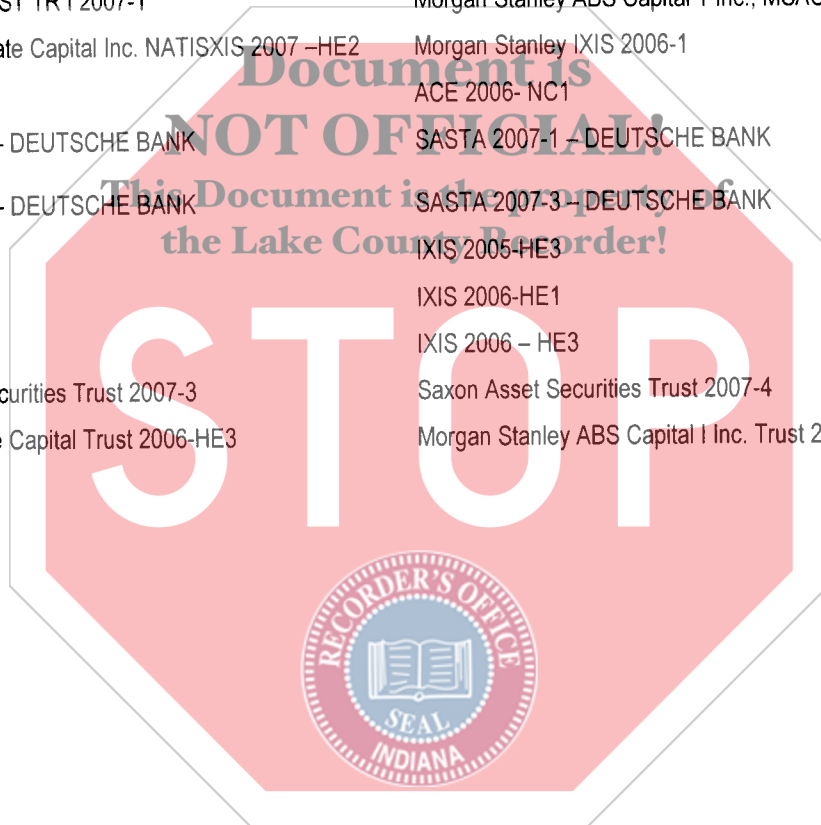 TRT 2007-1
Morgan Stanley ABS Capital 1 Inc.,
Capital Inc. NATISXIS 2007 –HE2
Morgan Stanley IXIS 2006-1
Document is
ACE 2006- NC1
NOT OFFICIAL!
– DEUTSCHE BANK
SASTA 2007-1 – DEUTSCHE BANK
This Document is the property of
– DEUTSCHE BANK
SASTA 2007-3 – DEUTSCHE BANK
the Lake County Recorder!
IXIS 2005-HE3
IXIS 2006-HE1
STOP
IXIS 2006 – HE3
Trust 2007-3
Saxon Asset Securities Trust 2007-4
Capital Trust 2006-HE3
Morgan Stanley ABS Capital I Inc. Trust
RECORDER'S OFFICE
SEAL
INDIANA